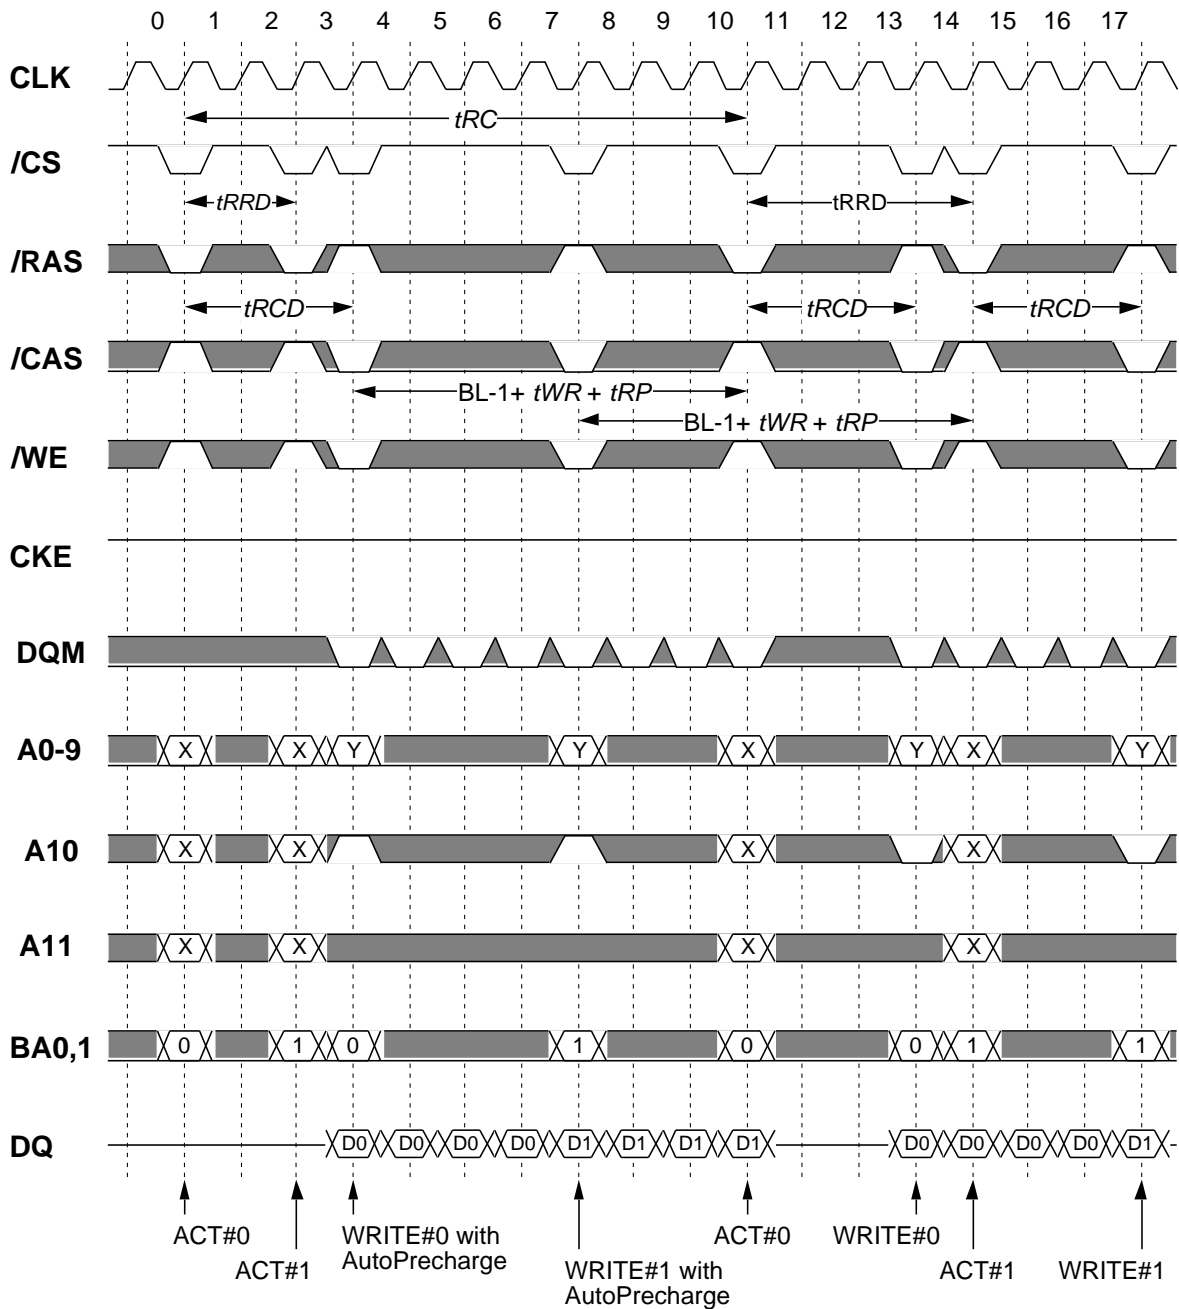 0 1 2 3 4 5 6 7 8 9 10 11 12 13 14 15 16 17
CLK
tRC
/CS
tRRD tRRD
/RAS
tRCD tRCD tRCD
/CAS
BL-1+ tWR + tRP
BL-1+ tWR + tRP
/WE
CKE
DQM
A0-9 X X Y Y X Y X Y
A10 X X X X
A11 X X X X
BA0,1 0 1 0 1 0 0 1 1
DQ D0 D0 D0 D0 D1 D1 D1 D1 D0 D0 D0 D0 D1
ACT#0 WRITE#0 with ACT#0 WRITE#0
AutoPrecharge
ACT#1 WRITE#1 with ACT#1 WRITE#1
AutoPrecharge